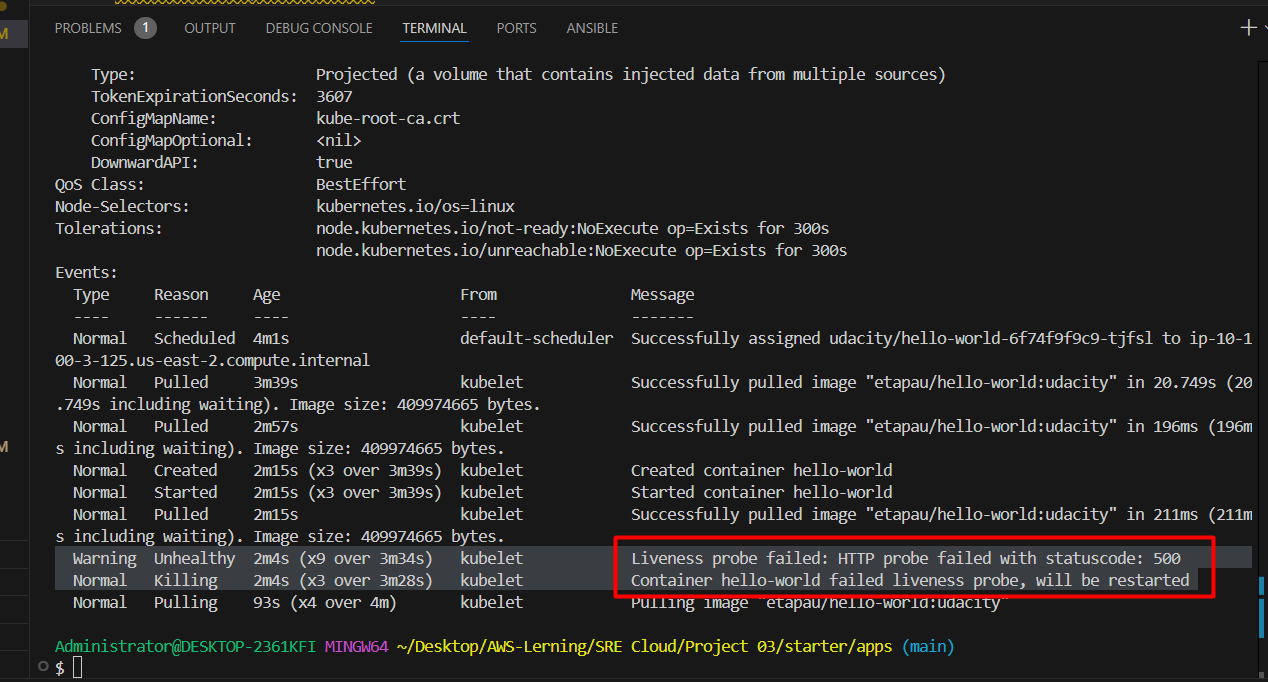 PROBLEMS 1 OUTPUT DEBUG CONSOLE TERMINAL PORTS ANSIBLE
Type: Projected (a volume that contains injected data from multiple sources)
TokenExpirationSeconds: 3607
ConfigMapName: kube-root-ca.crt
ConfigMapOptional: <nil>
DownwardAPI: true
QoS Class: BestEffort
Node-Selectors: kubernetes.io/os=linux
Tolerations: node.kubernetes.io/not-ready:NoExecute op=Exists for 300s
node.kubernetes.io/unreachable:NoExecute op=Exists for 300s
Events:
Type Reason Age From Message
---- ------ ---- ---- -------
Normal Scheduled 4m1s default-scheduler Successfully assigned udacity/hello-world-6f74f9f9c9-tjfsl to ip-10-1
00-3-125.us-east-2.compute.internal
Normal Pulled 3m39s kubelet Successfully pulled image "etapau/hello-world:udacity" in 20.749s (20
.749s including waiting). Image size: 409974665 bytes.
Normal Pulled 2m57s kubelet Successfully pulled image "etapau/hello-world:udacity" in 196ms (196m
s including waiting). Image size: 409974665 bytes.
Normal Created 2m15s (x3 over 3m39s) kubelet Created container hello-world
Normal Started 2m15s (x3 over 3m39s) kubelet Started container hello-world
Normal Pulled 2m15s kubelet Successfully pulled image "etapau/hello-world:udacity" in 211ms (211m
s including waiting). Image size: 409974665 bytes.
Warning Unhealthy 2m4s (x9 over 3m34s) kubelet Liveness probe failed: HTTP probe failed with statuscode: 500
Normal Killing 2m4s (x3 over 3m28s) kubelet Container hello-world failed liveness probe, will be restarted
Normal Pulling 93s (x4 over 4m) kubelet Pulling image "etapau/hello-world:udacity"
Administrator@DESKTOP-2361KFI MINGW64 ~/Desktop/AWS-Lerning/SRE Cloud/Project 03/starter/apps (main)
$
M
M